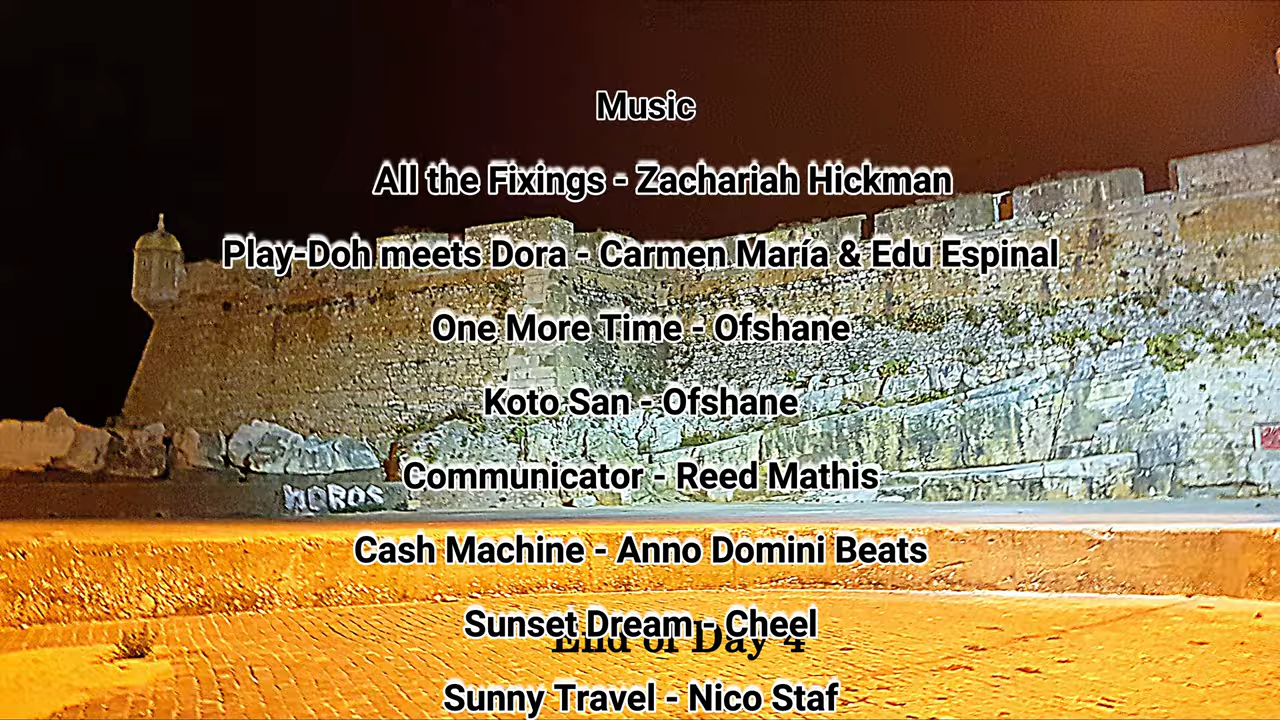 Music
All the Fixings - Zachariah Hickman
Play-Doh meets Dora - Carmen María & Edu Espinal
One More Time - Ofshane
Koto San - Ofshane
Communicator - Reed Mathis
MOROS
Cash Machine - Anno Domini Beats
Sunset Dream - Cheel
End of Day 4
Sunny Travel - Nico Staf